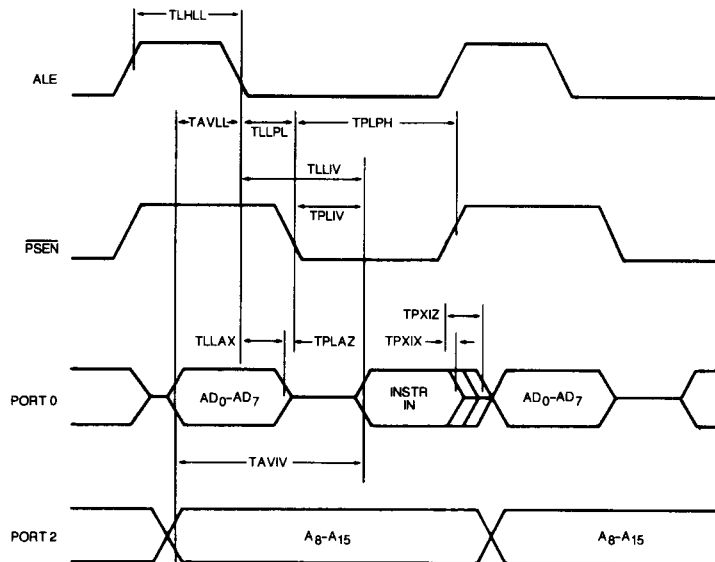 TLHLL
ALE
TAVLL
TLLPL
TPLPH
TLLIV
TPLIV
PSEN
TPXIZ
TLLAX
TPLAZ
TPXIX
PORT 0
AD0-AD7
INSTR
IN
AD0-AD7
TAVIV
PORT 2
A8-A15
A8-A15